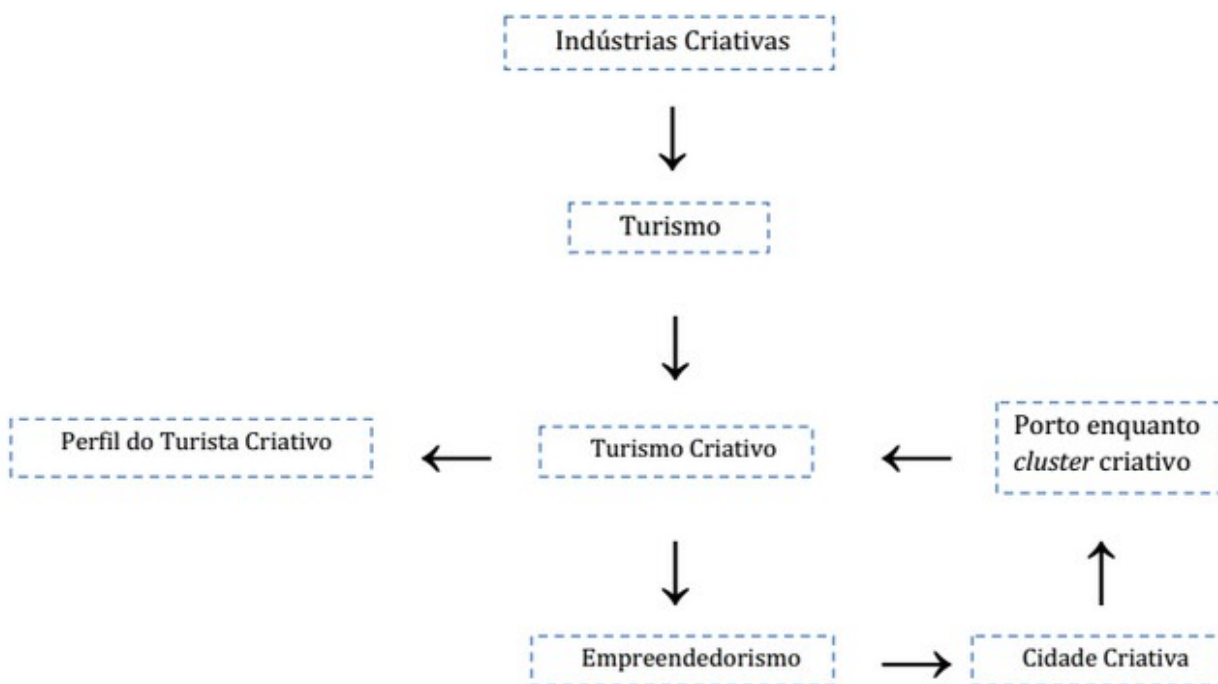 Indústrias Criativas
Turismo
Perfil do Turista Criativo
Turismo Criativo
Porto enquanto
cluster criativo
Empreendedorismo
Cidade Criativa